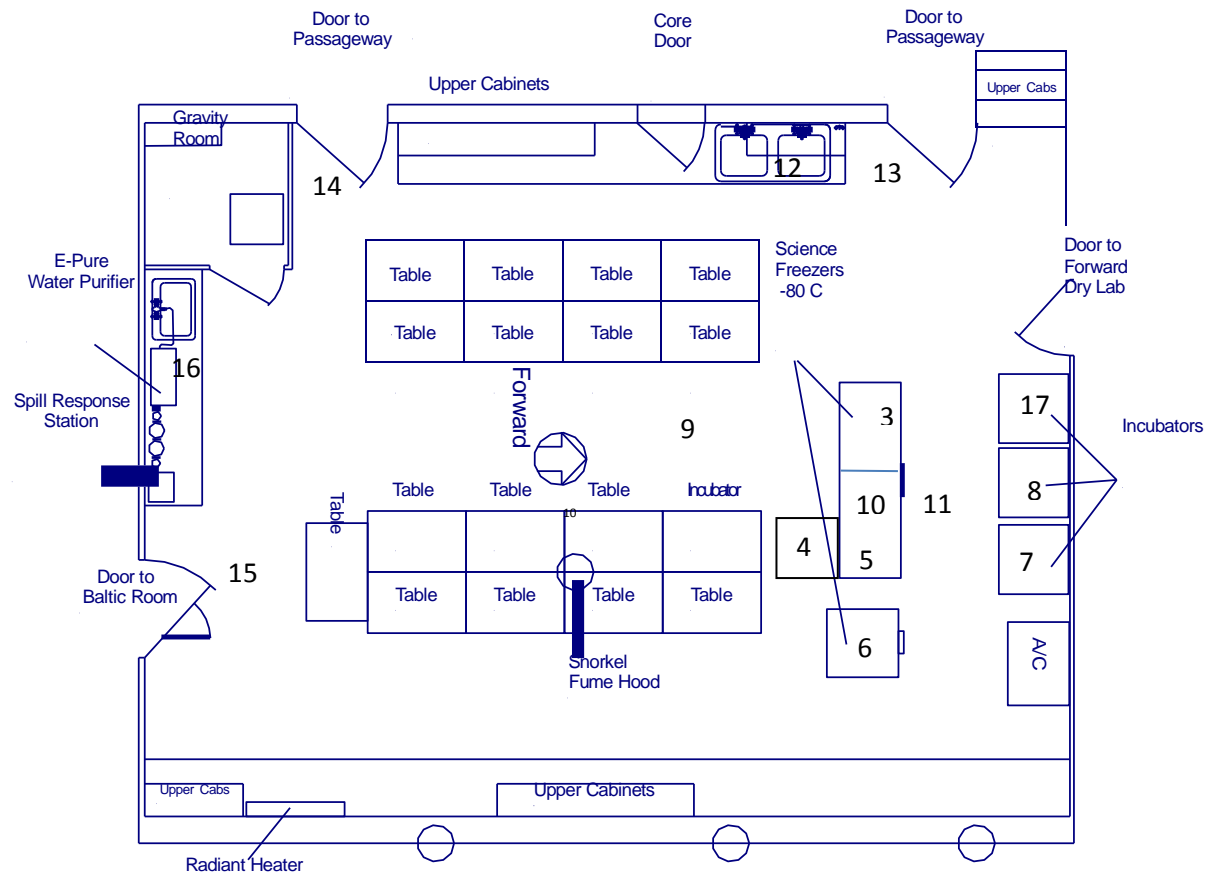 Door to
Passageway
Core
Door
Door to
Passageway
Upper Cabinets
Upper Cabs
Gravity
Room
12
13
14
E-Pure
Water Purifier
Science
Freezers
-80 C
Door to
Forward
Dry Lab
Table
Table
Table
Table
Table
Table
Table
Table
16
Spill Response
Station
Forward
9
3
17
Incubators
Table
Table
Table
Table
Incubator
10
10
11
8
4
5
7
Door to
Baltic Room
15
Table
Table
Table
Table
6
A/C
Snorkel
Fume Hood
Upper Cabs
Upper Cabinets
Radiant Heater